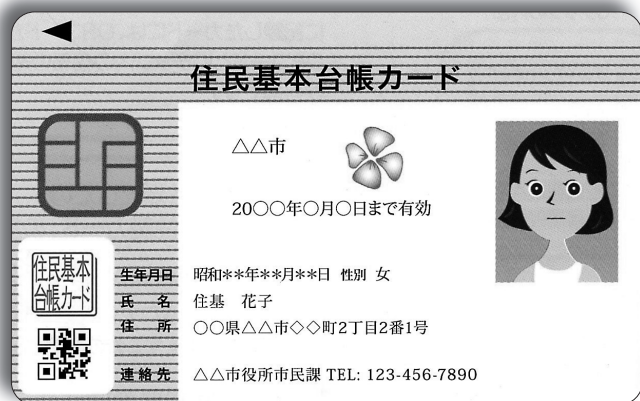 住民基本台帳カード
△△市
20○○年○月○日まで有効
住民基本
台帳カード
生年月日 昭和**年**月**日 性別 女
氏 名 住基 花子
住 所 ○○県△△市◇◇町2丁目2番1号
連絡先 △△市役所市民課 TEL: 123-456-7890